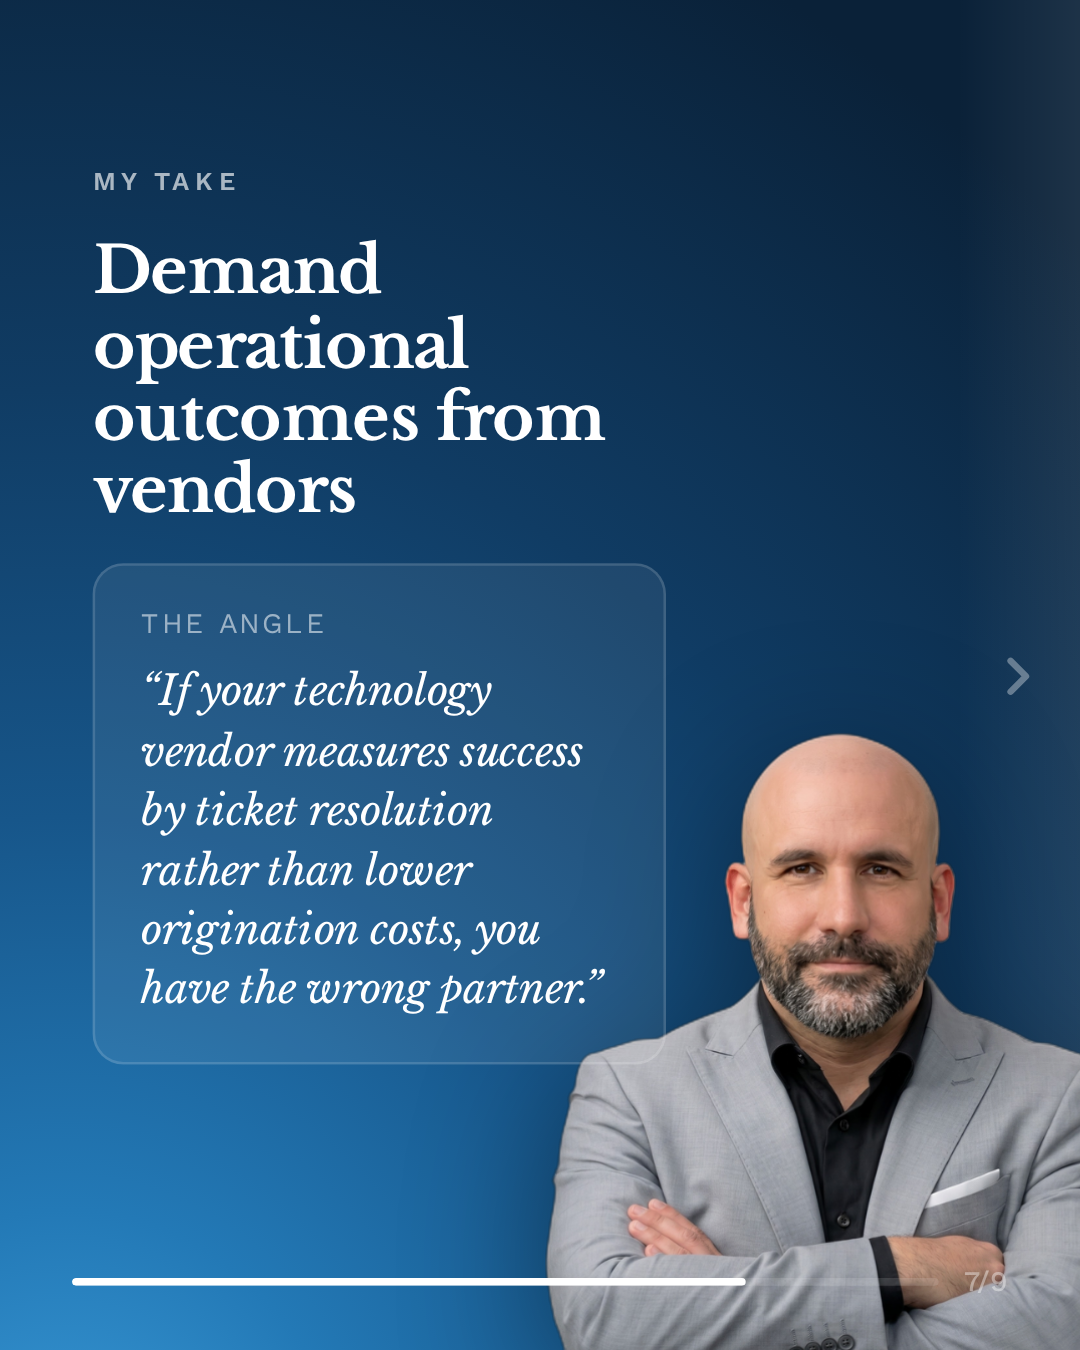 MY TAKE
Demand
operational
outcomes from
vendors
THE ANGLE
“If your technology
vendor measures success
by ticket resolution
rather than lower
origination costs, you
have the wrong partner.”
7/9